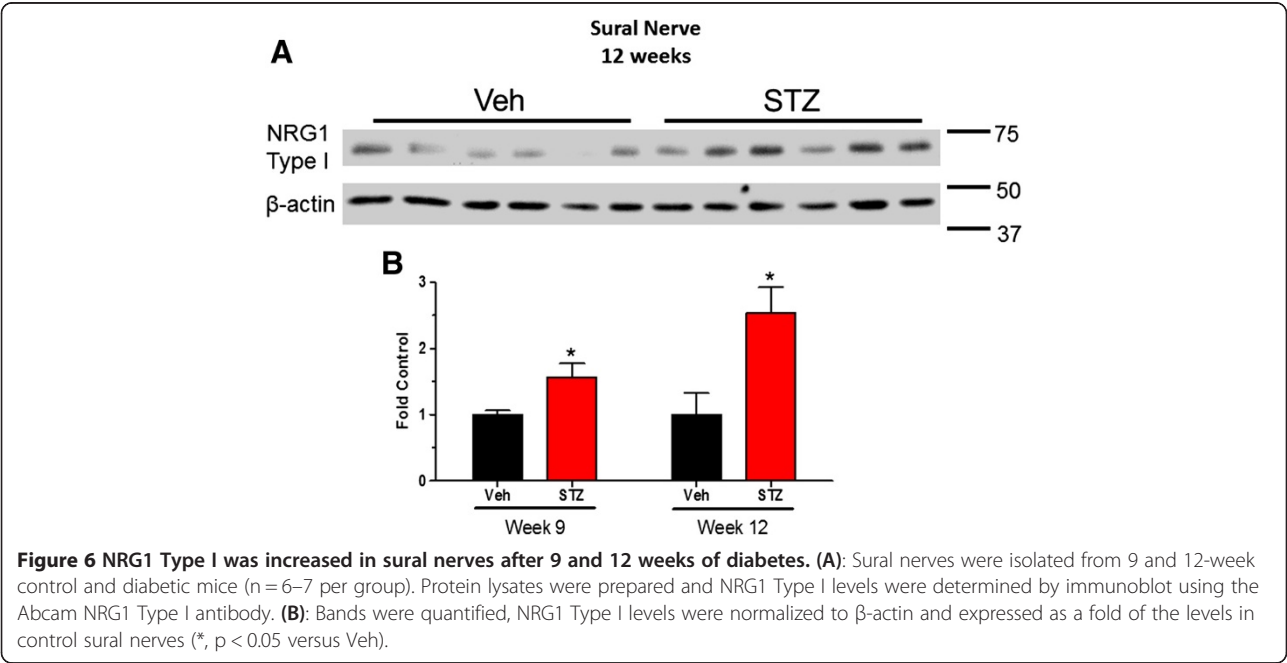 Sural Nerve
12 weeks
A
Veh STZ
NRG1
Type I
75
β-actin
50
37
B
3
2
1
0
Fold Control
*
*
Veh STZ Veh STZ
Week 9 Week 12
Figure 6 NRG1 Type I was increased in sural nerves after 9 and 12 weeks of diabetes. (A): Sural nerves were isolated from 9 and 12-week
control and diabetic mice (n = 6–7 per group). Protein lysates were prepared and NRG1 Type I levels were determined by immunoblot using the
Abcam NRG1 Type I antibody. (B): Bands were quantified, NRG1 Type I levels were normalized to β-actin and expressed as a fold of the levels in
control sural nerves (*, p < 0.05 versus Veh).